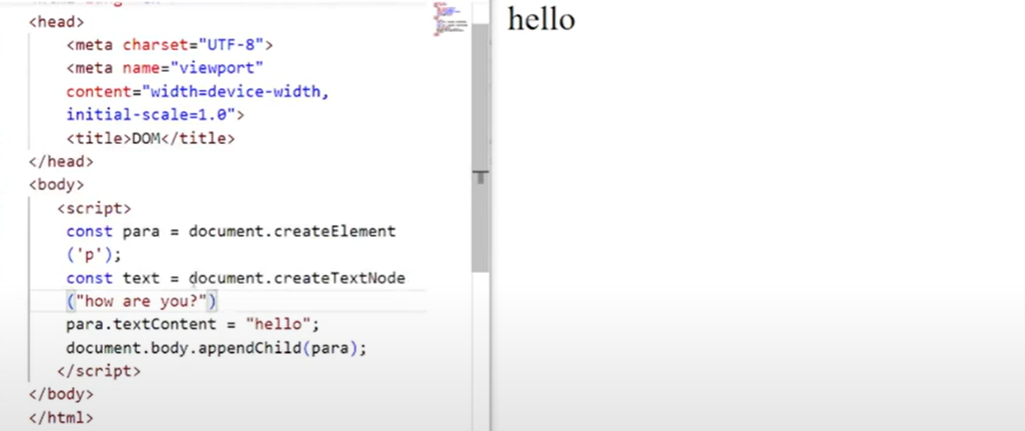 <head>
<meta charset="UTF-8">
<meta name="viewport"
content="width=device-width,
initial-scale=1.0">
<title>DOM</title>
</head>
<body>
<script>
const para = document.createElement
('p');
const text = document.createTextNode
("how are you?")
para.textContent = "hello";
document.body.appendChild(para);
</script>
</body>
</html>
hello